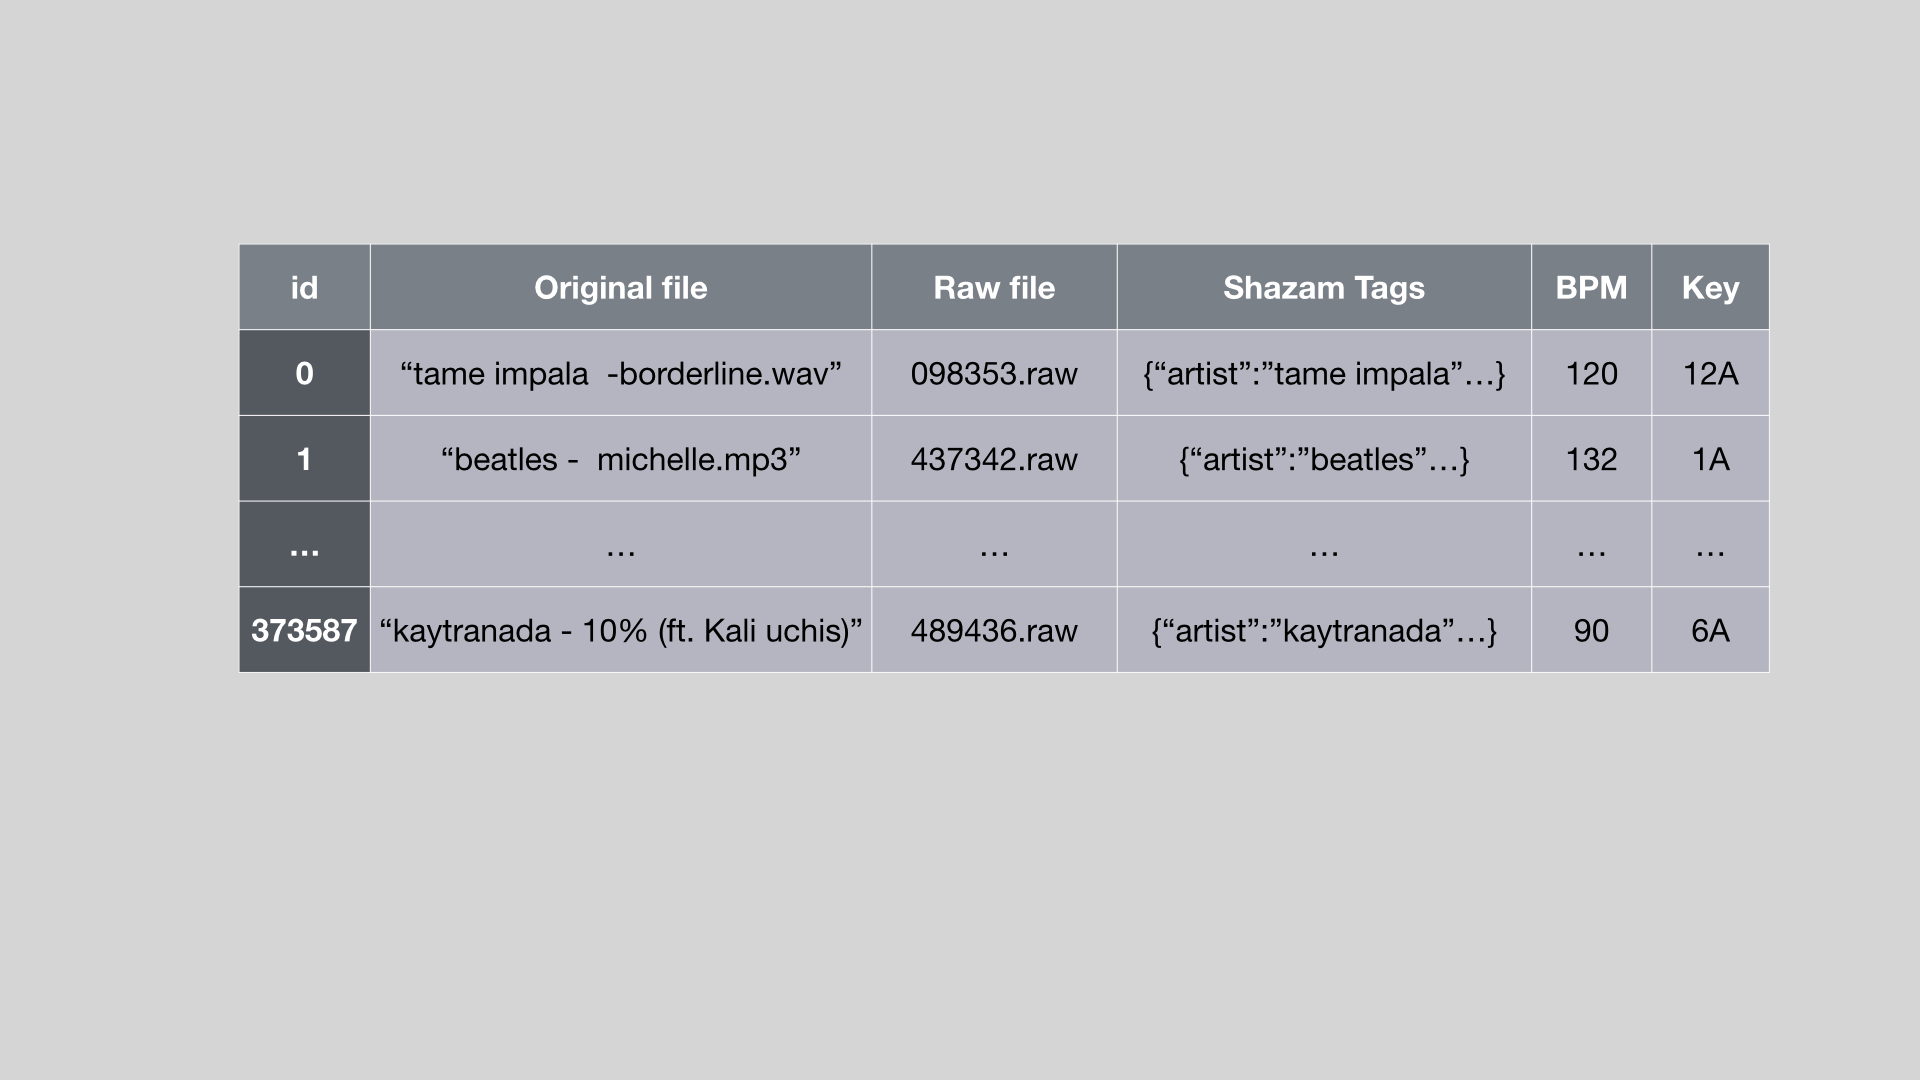 id Original file Raw file Shazam Tags BPM Key
0 “tame impala  -borderline.wav” 098353.raw {“artist”:”tame impala”…} 120 12A
1 “beatles -  michelle.mp3” 437342.raw {“artist”:”beatles”…} 132 1A
… … … … … …
373587 “kaytranada - 10% (ft. Kali uchis)” 489436.raw {“artist”:”kaytranada”…} 90 6A